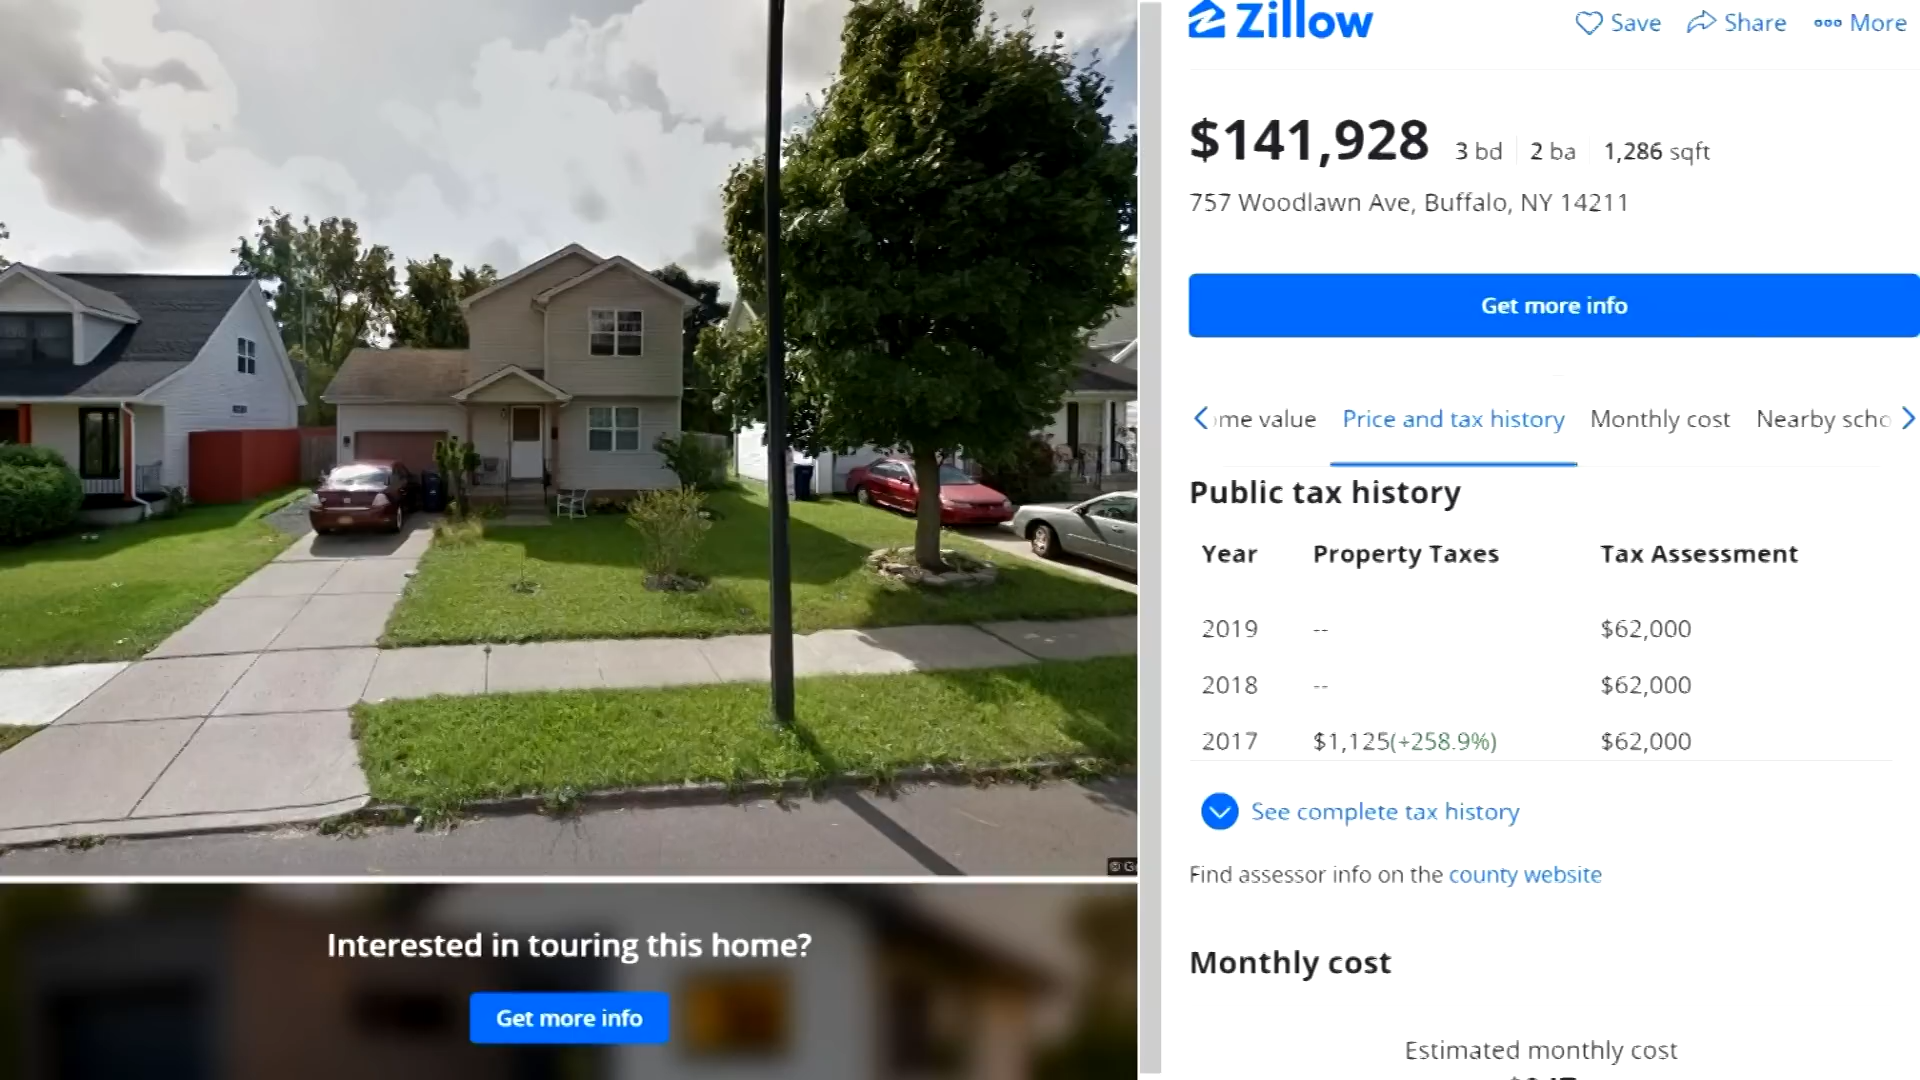 Zillow
Save
Share
More
$141,928 3 bd 2 ba 1,286 sqft
757 Woodlawn Ave, Buffalo, NY 14211
Get more info
me value Price and tax history Monthly cost Nearby scho
Public tax history
Year Property Taxes Tax Assessment
2019 -- $62,000
2018 -- $62,000
2017 $1,125(+258.9%) $62,000
See complete tax history
Find assessor info on the county website
Monthly cost
Estimated monthly cost
© G
Interested in touring this home?
Get more info